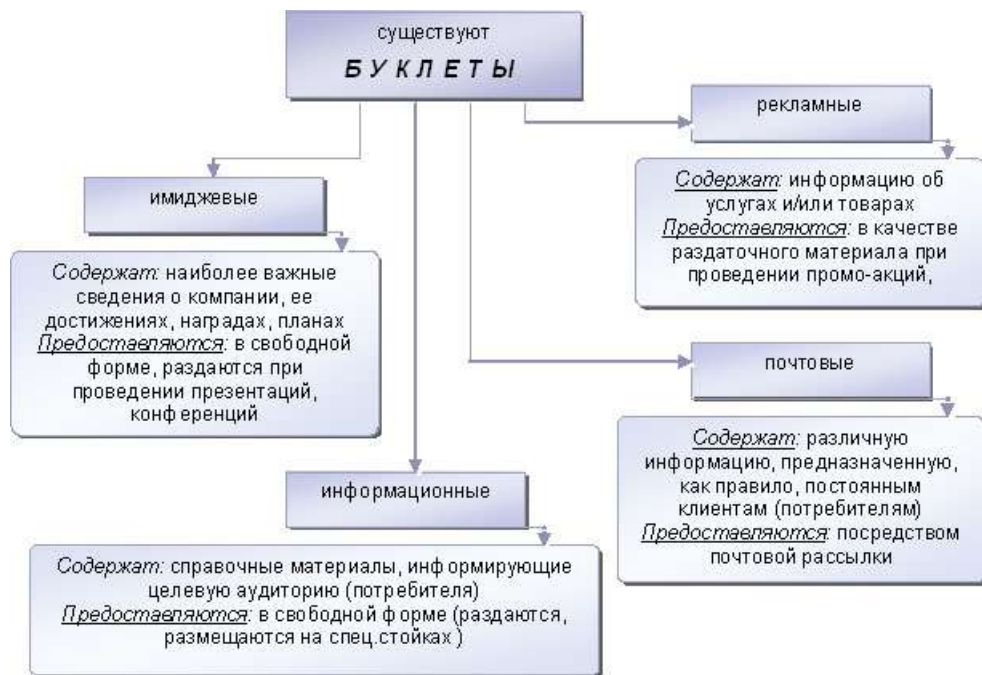 существуют
БУКЛЕТЫ
имиджевые
Содержат: наиболее важные
сведения о компании, ее
достижениях, наградах, планах
Предоставляются: в свободной
форме, раздаются при
проведении презентаций,
конференций
рекламные
Содержат: информацию об
услугах и/или товарах
Предоставляются: в качестве
раздаточного материала при
проведении промо-акций,
почтовые
Содержат: различную
информацию, предназначенную,
как правило, постоянным
клиентам (потребителям)
Предоставляются: посредством
почтовой рассылки
информационные
Содержат: справочные материалы, информирующие
целевую аудиторию (потребителя)
Предоставляются: в свободной форме (раздаются,
размещаются на спец.стойках )